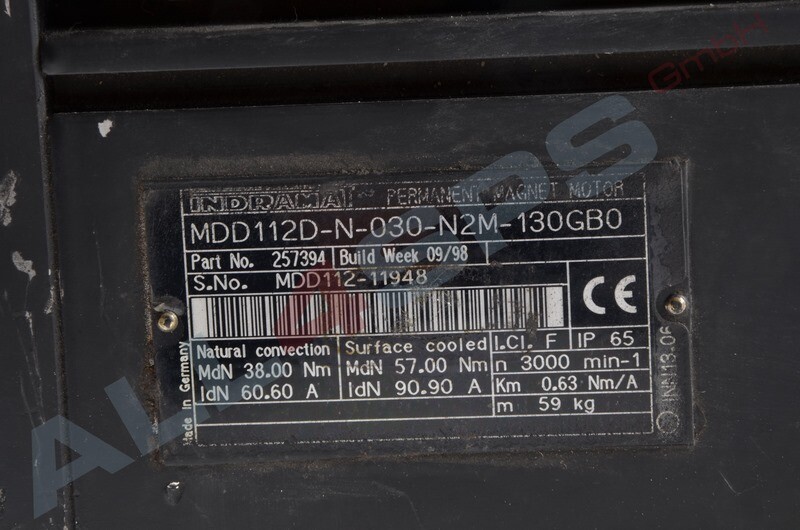 INDRAMAT 3~ PERMANENT MAGNET MOTOR
MDD112D-N-030-N2M-130GB0
Part No. 257394 Build Week 09/98
S.No. MDD112-11948
CE
Natural convection Surface cooled I.Cl. F IP 65
MdN 38.00 Nm MdN 57.00 Nm n 3000 min-1
IdN 60.60 A IdN 90.90 A Km 0.63 Nm/A
m 59 kg
Made in Germany
INN13.06
GmbH